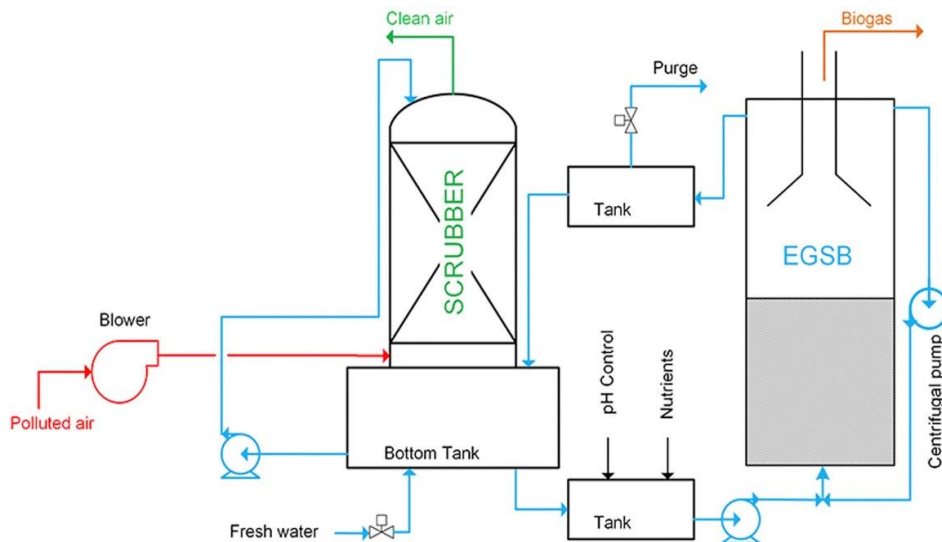 Clean air
Biogas
Purge
SCRUBBER
Tank
EGSB
Blower
Polluted air
pH Control
Nutrients
Centrifugal pump
Bottom Tank
Fresh water
Tank